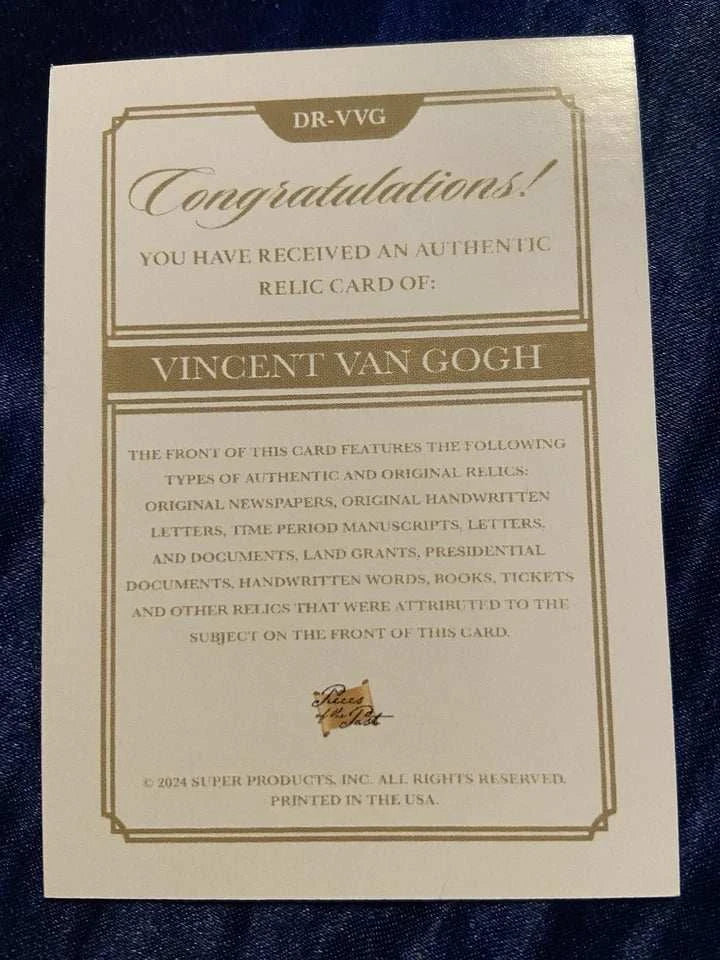 DR-VVG
Congratulations!
YOU HAVE RECEIVED AN AUTHENTIC
RELIC CARD OF:
VINCENT VAN GOGH
THE FRONT OF THIS CARD FEATURES THE FOLLOWING
TYPES OF AUTHENTIC AND ORIGINAL RELICS:
ORIGINAL NEWSPAPERS, ORIGINAL HANDWRITTEN
LETTERS, TIME PERIOD MANUSCRIPTS, LETTERS,
AND DOCUMENTS, LAND GRANTS, PRESIDENTIAL
DOCUMENTS, HANDWRITTEN WORDS, BOOKS, TICKETS
AND OTHER RELICS THAT WERE ATTRIBUTED TO THE
SUBJECT ON THE FRONT OF THIS CARD.
Pieces
of the Past
© 2024 SUPER PRODUCTS, INC. ALL RIGHTS RESERVED.
PRINTED IN THE USA.